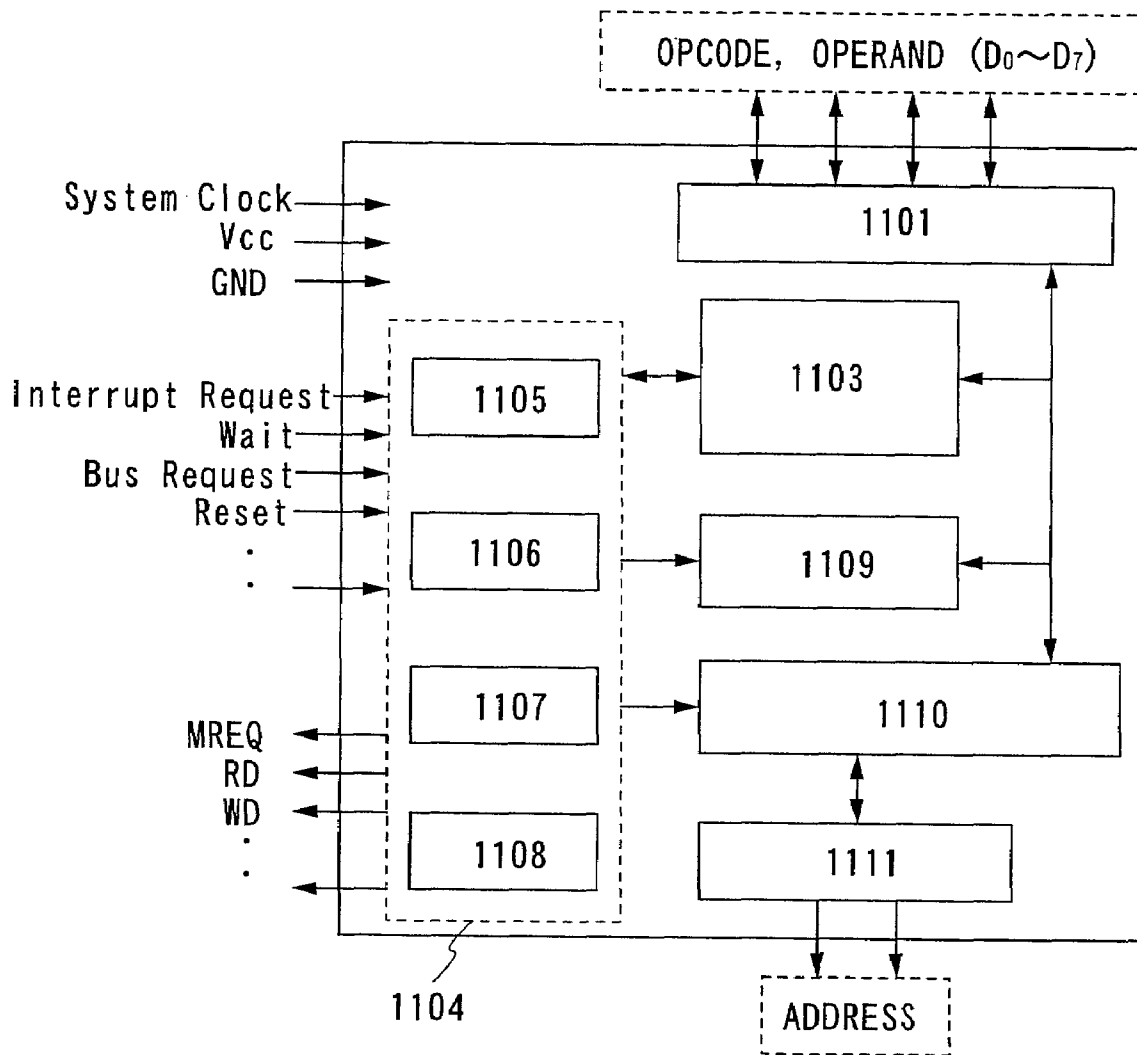 OPCODE, OPERAND (D₀～D₇)
System Clock
Vcc
GND
1101
1103
1105
Interrupt Request
Wait
Bus Request
Reset
1106
1109
1107
1110
MREQ
RD
WD
1108
1111
1104
ADDRESS